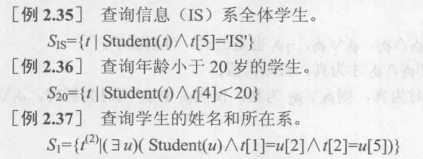 [例 2.35] 查询信息（IS）系全体学生。
S_IS={t | Student(t)∧t[5]='IS'}
[例 2.36] 查询年龄小于 20 岁的学生。
S_20={t | Student(t)∧t[4]＜20}
[例 2.37] 查询学生的姓名和所在系。
S_1={t^(2)|(∃u)( Student(u)∧t[1]=u[2]∧t[2]=u[5])}